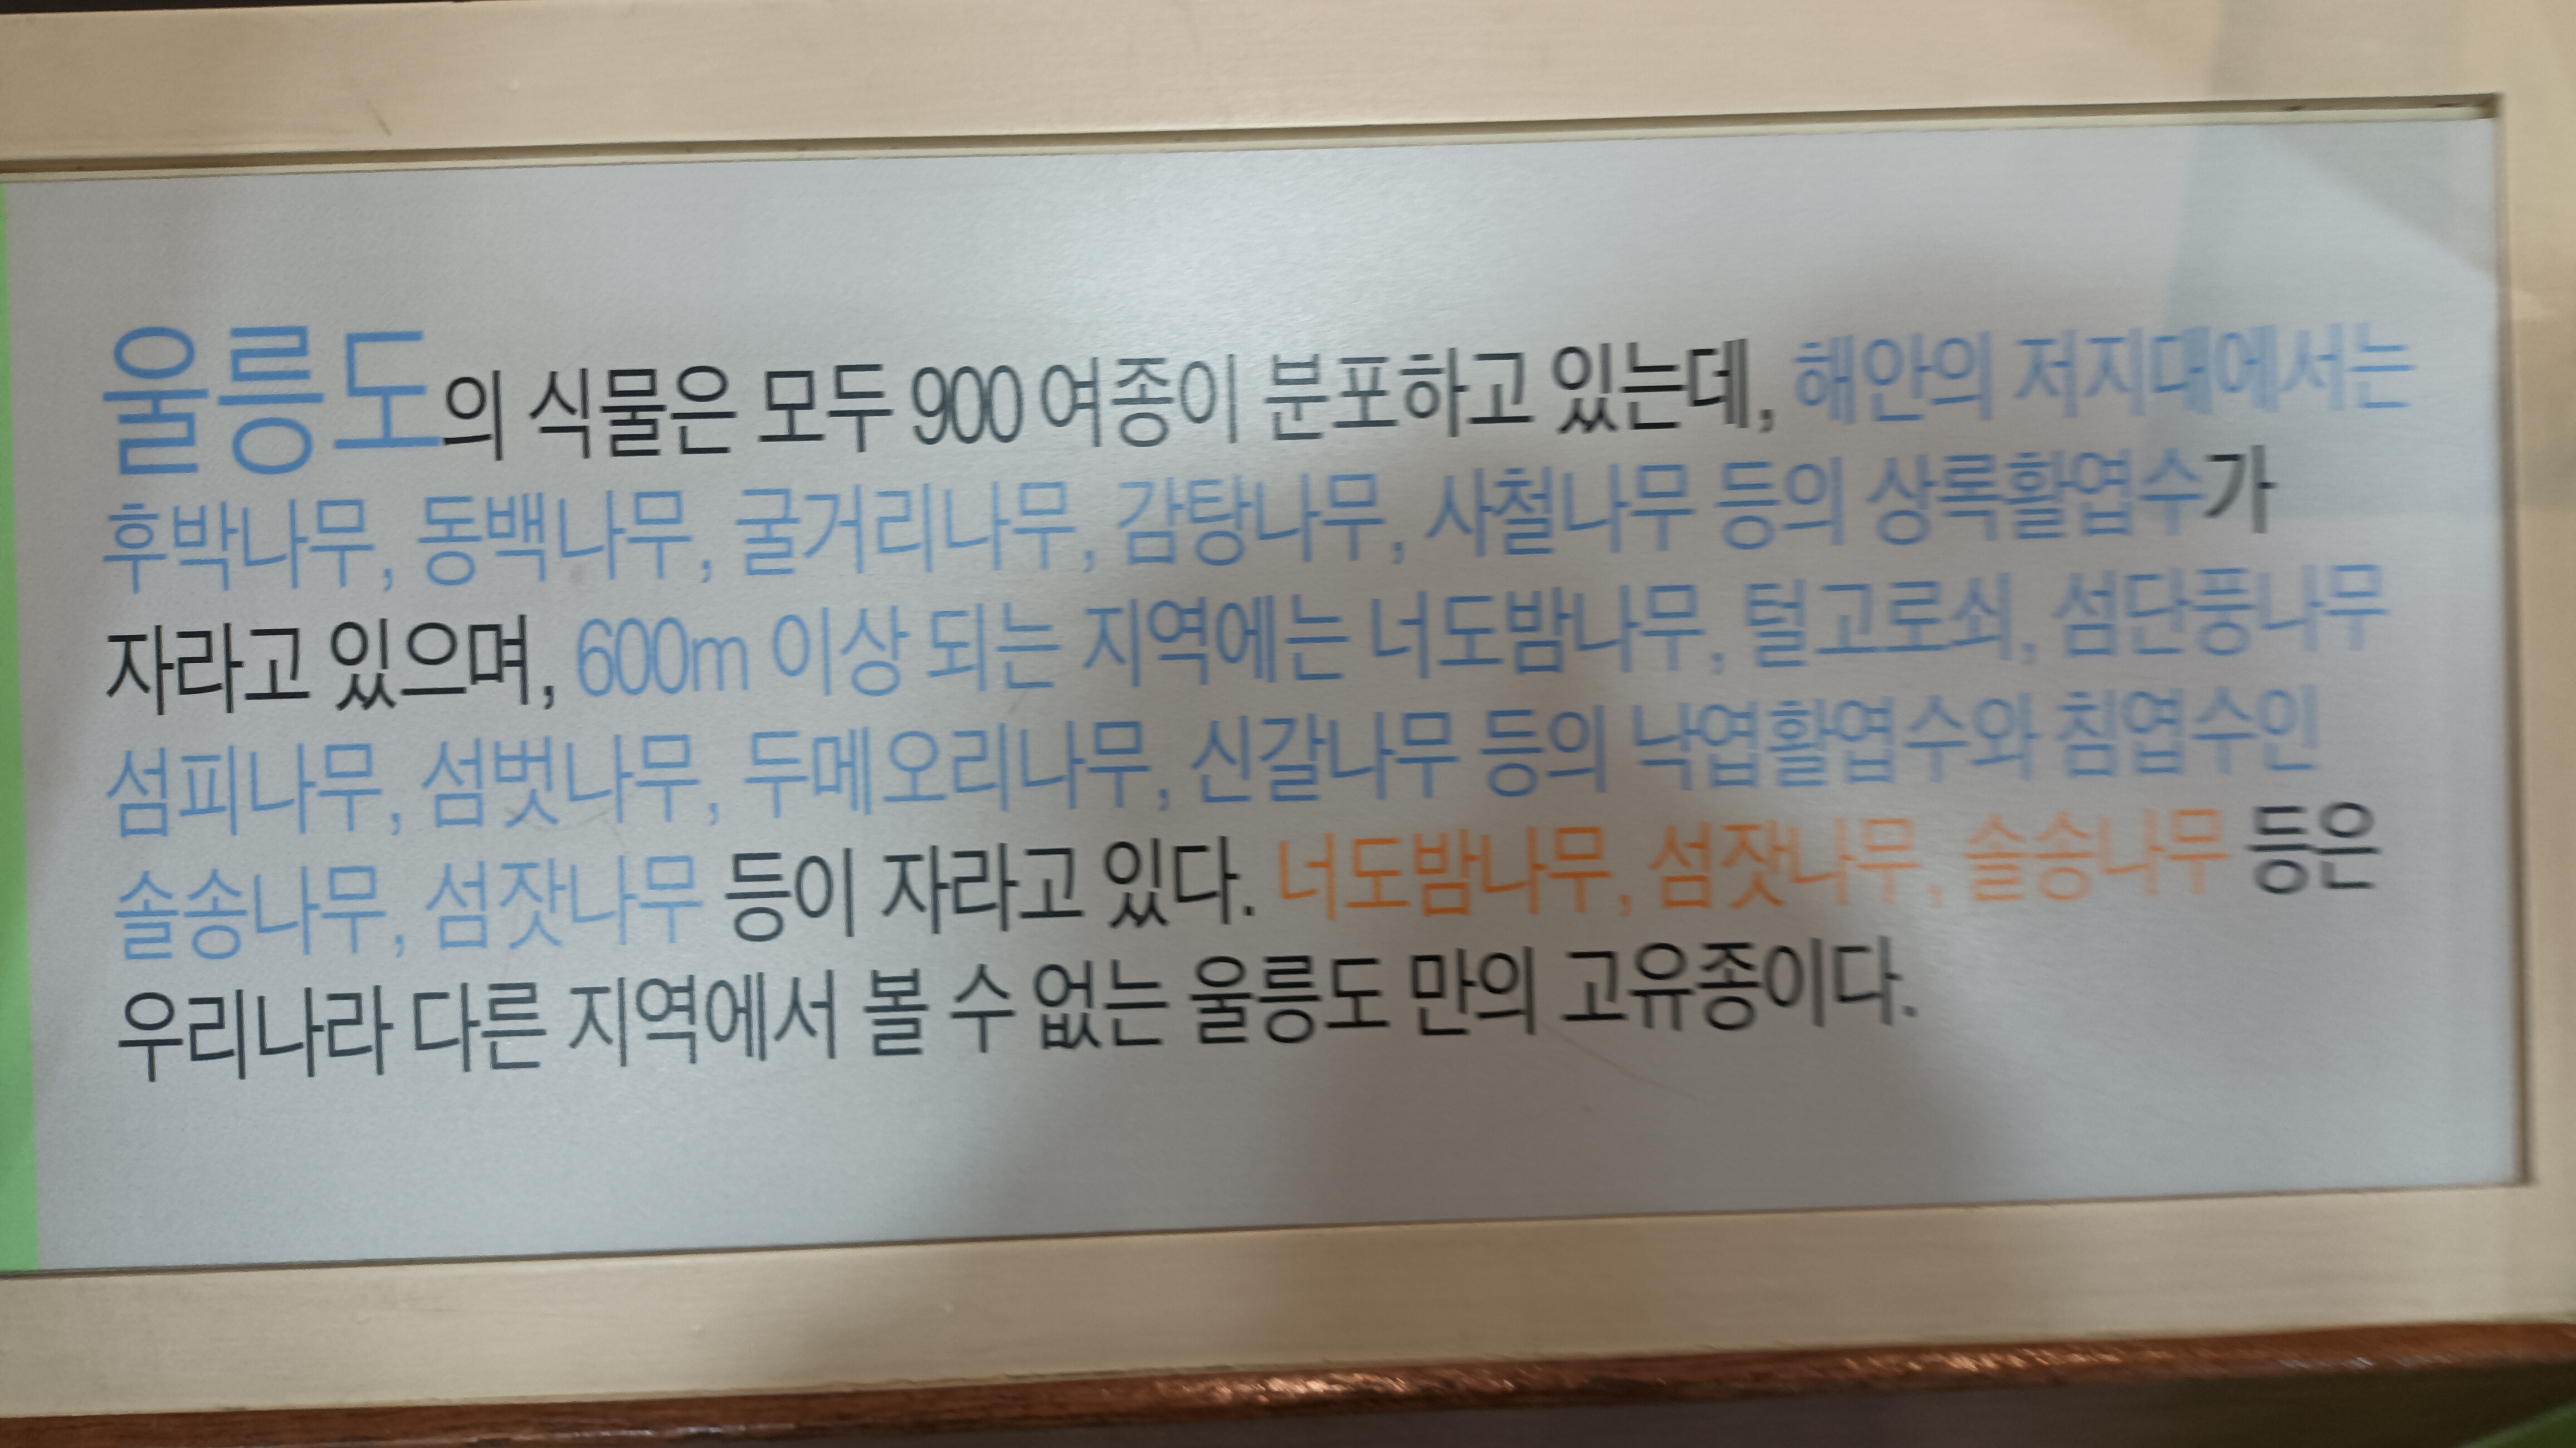 울릉도의 식물은 모두 900 여종이 분포하고 있는데, 해안의 저지대에서는
후박나무, 동백나무, 굴거리나무, 감탕나무, 사철나무 등의 상록활엽수가
자라고 있으며, 600m 이상 되는 지역에는 너도밤나무, 털고로쇠, 섬단풍나무
섬피나무, 섬벗나무, 두메오리나무, 신갈나무 등의 낙엽활엽수와 침엽수인
솔송나무, 섬잣나무 등이 자라고 있다. 너도밤나무, 섬잣나무, 솔송나무 등은
우리나라 다른 지역에서 볼 수 없는 울릉도 만의 고유종이다.